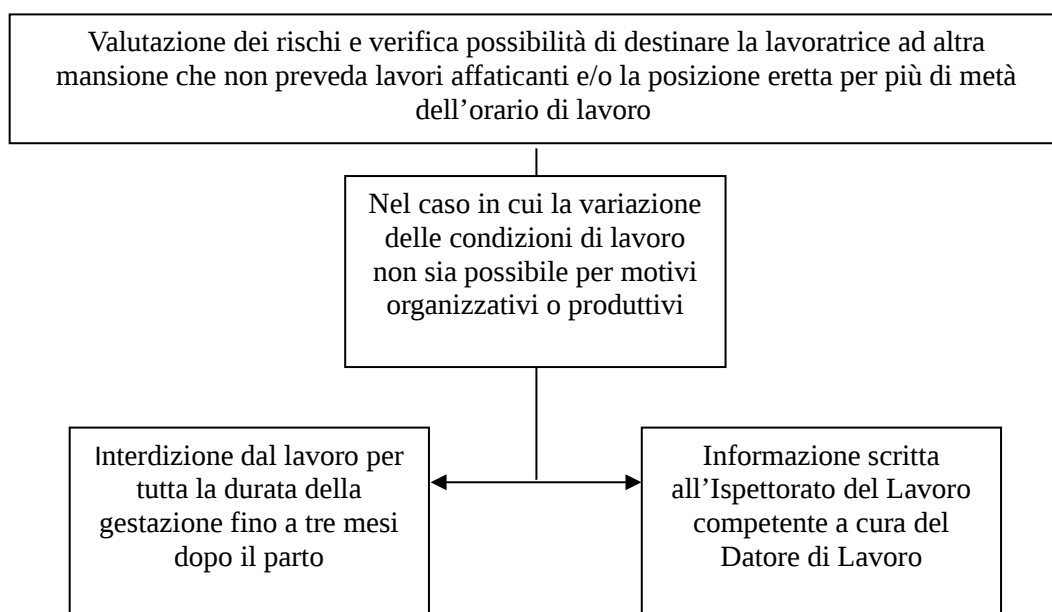 Valutazione dei rischi e verifica possibilità di destinare la lavoratrice ad altra
mansione che non preveda lavori affaticanti e/o la posizione eretta per più di metà
dell’orario di lavoro
Nel caso in cui la variazione
delle condizioni di lavoro
non sia possibile per motivi
organizzativi o produttivi
Interdizione dal lavoro per
tutta la durata della
gestazione fino a tre mesi
dopo il parto
Informazione scritta
all’Ispettorato del Lavoro
competente a cura del
Datore di Lavoro